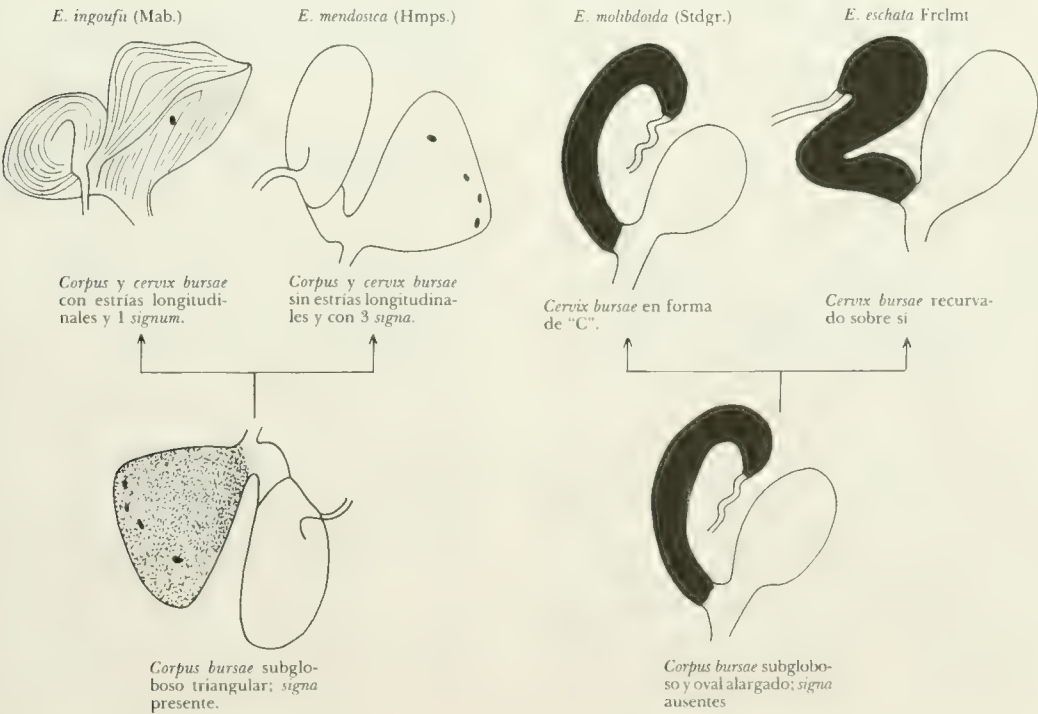 E. ingoufii (Mab.)
E. mendosica (Hmps.)
E. molibdoida (Stdgr.)
E. eschata Frclmt
Corpus y cervix bursae
con estrías longitudi-
nales y 1 signum.
Corpus y cervix bursae
sin estrías longitudina-
les y con 3 signa.
Cervix bursae en forma
de "C".
Cervix bursae recurva-
do sobre si
Corpus bursae subglo-
boso triangular; signa
presente.
Corpus bursae subglobo-
so y oval alargado; signa
ausentes